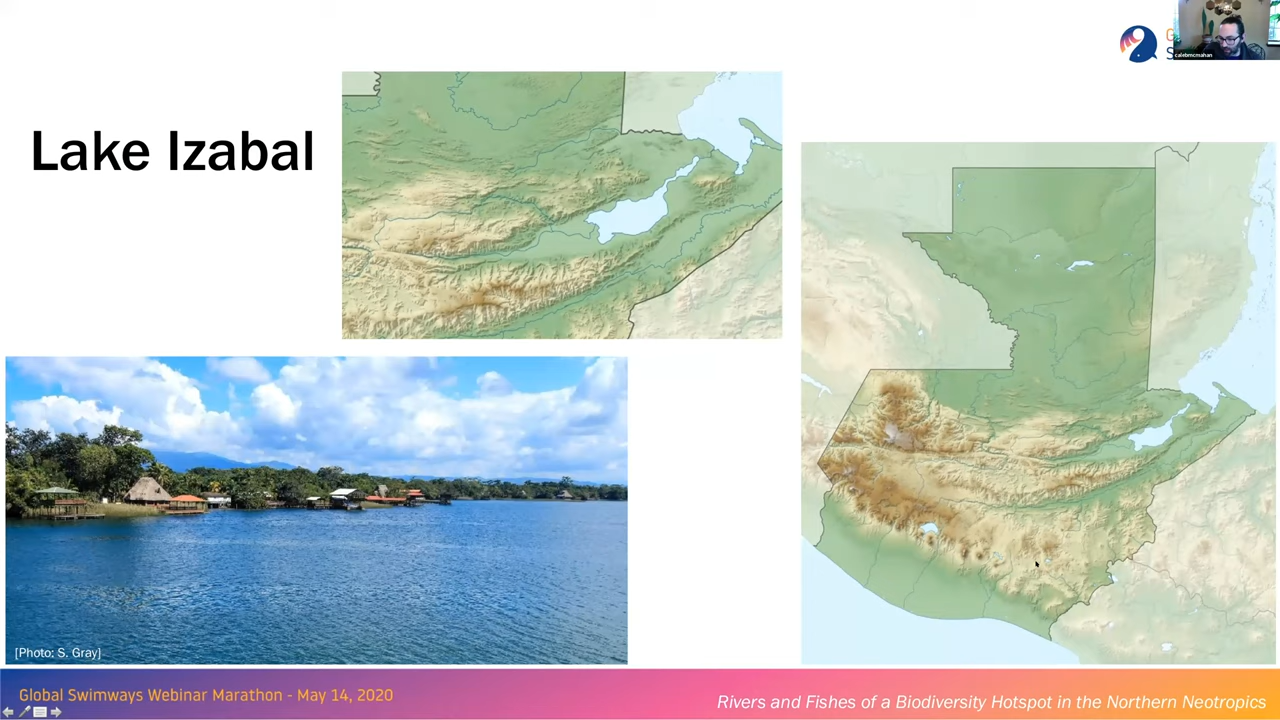 calebmcmahan
Lake Izabal
[Photo: S. Gray]
Global Swimways Webinar Marathon - May 14, 2020
Rivers and Fishes of a Biodiversity Hotspot in the Northern Neotropics